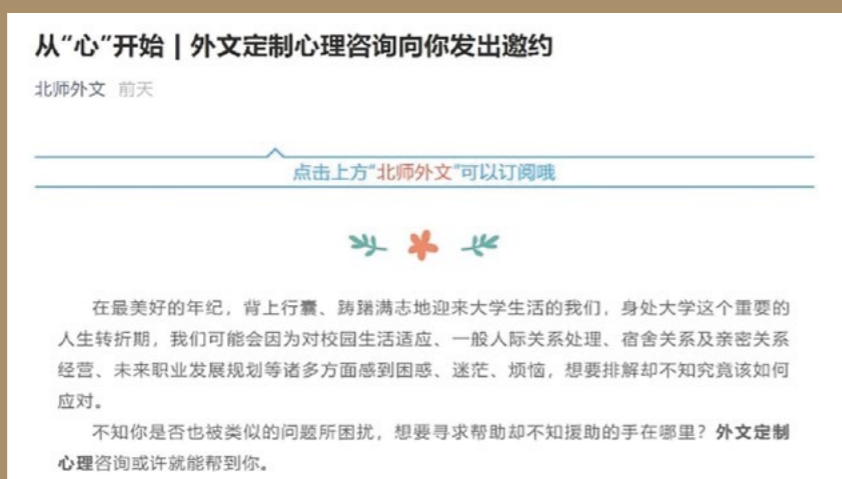 从“心”开始 | 外文定制心理咨询向你发出邀约
北师外文 前天
点击上方“北师外文”可以订阅哦
在最美好的年纪，背上行囊、踌躇满志地迎来大学生活的我们，身处大学这个重要的
人生转折期，我们可能会因为对校园生活适应、一般人际关系处理、宿舍关系及亲密关系
经营、未来职业发展规划等诸多方面感到困惑、迷茫、烦恼，想要排解却不知究竟该如何
应对。
不知你是否也被类似的问题所困扰，想要寻求帮助却不知援助的手在哪里？外文定制
心理咨询或许就能帮到你。